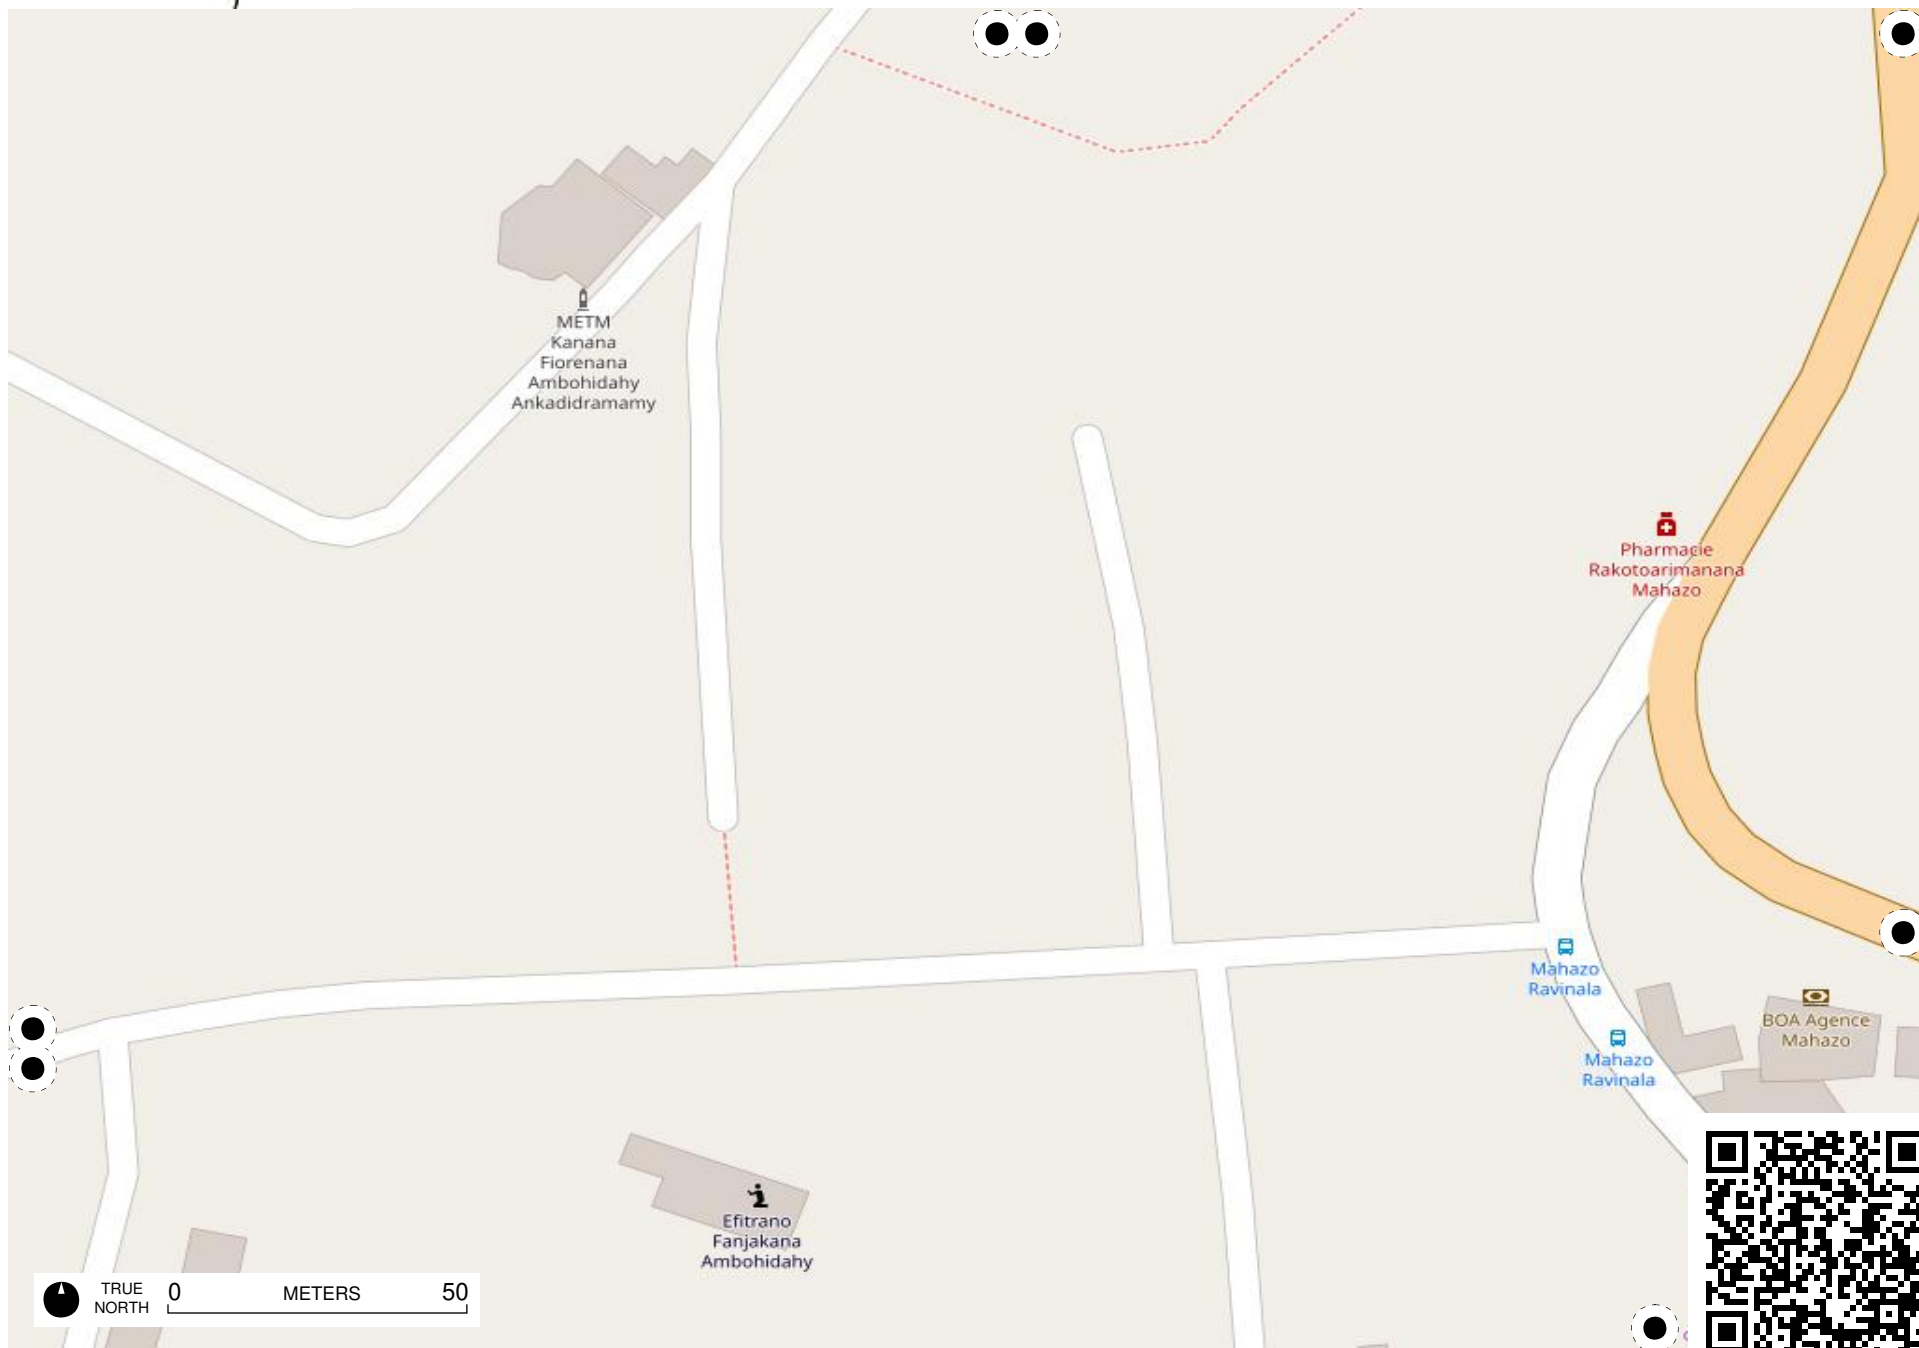 METM
Kanana
Fiorenana
Ambohidahy
Ankadidramamy
Pharmacie
Rakotoarimanana
Mahazo
Mahazo
Ravinala
BOA Agence
Mahazo
Mahazo
Ravinala
Efitrano
Fanjakana
Ambohidahy
TRUE
NORTH
0 METERS 50